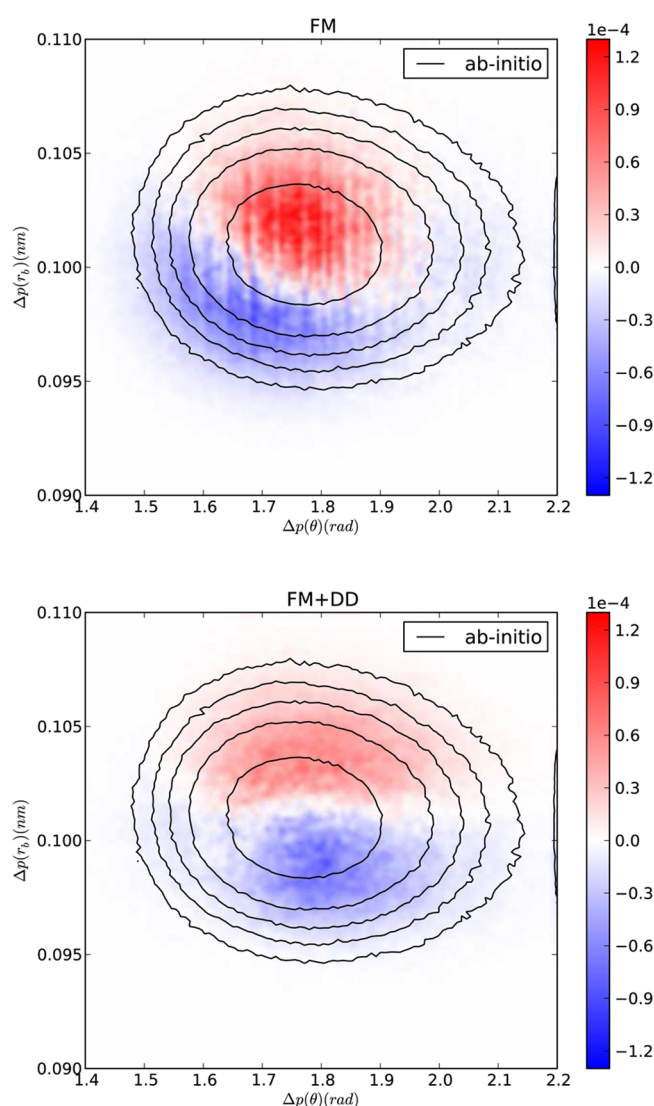 FM
1e−4
0.110
ab-initio
1.2
0.9
0.105
0.6
0.3
Δp(r_b)(nm)
0.100
0.0
−0.3
0.095
−0.6
−0.9
−1.2
0.090
1.4 1.5 1.6 1.7 1.8 1.9 2.0 2.1 2.2
Δp(θ)(rad)
FM+DD
1e−4
0.110
ab-initio
1.2
0.9
0.105
0.6
0.3
Δp(r_b)(nm)
0.100
0.0
−0.3
0.095
−0.6
−0.9
−1.2
0.090
1.4 1.5 1.6 1.7 1.8 1.9 2.0 2.1 2.2
Δp(θ)(rad)